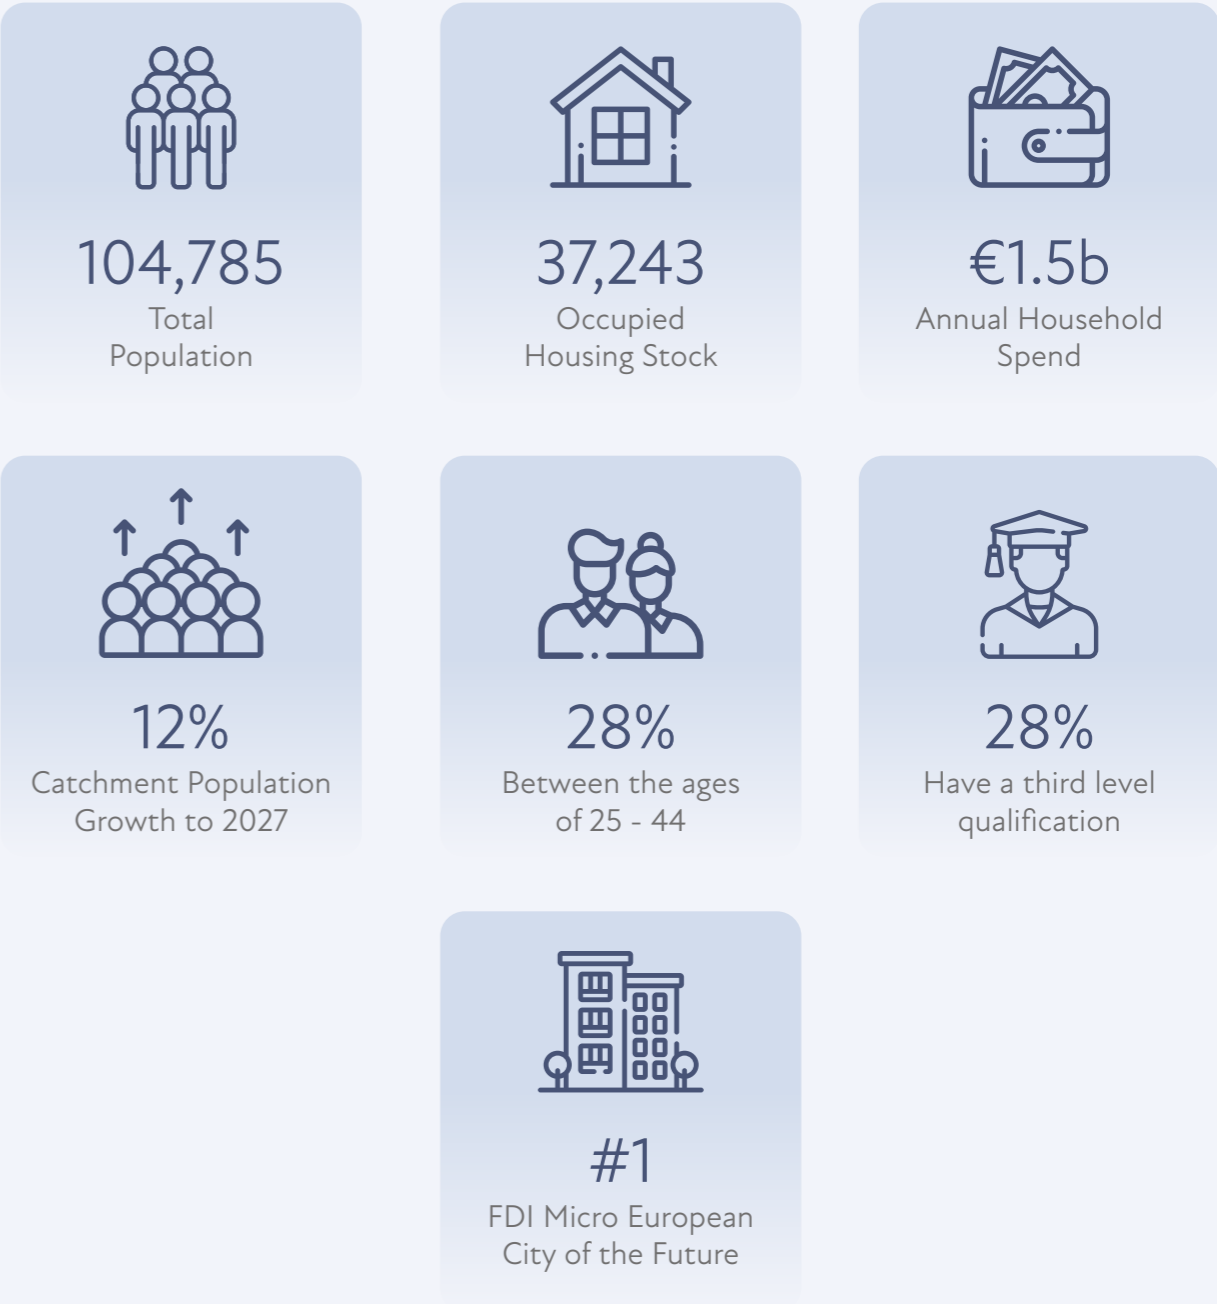 104,785
Total
Population
37,243
Occupied
Housing Stock
€1.5b
Annual Household
Spend
12%
Catchment Population
Growth to 2027
28%
Between the ages
of 25 - 44
28%
Have a third level
qualification
#1
FDI Micro European
City of the Future